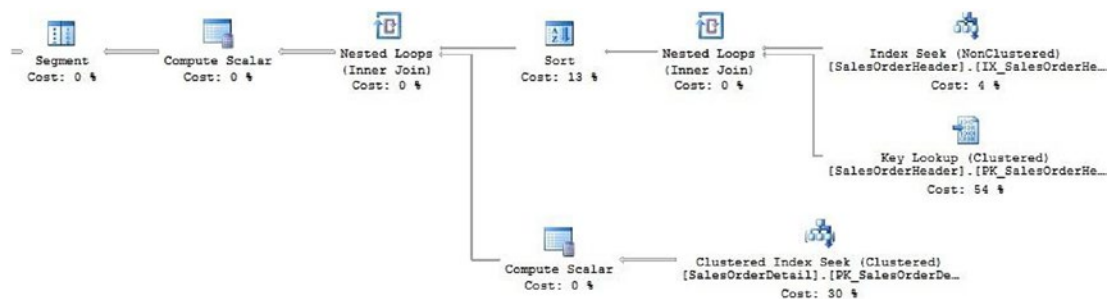 Segment
Cost: 0 %
Compute Scalar
Cost: 0 %
Nested Loops
(Inner Join)
Cost: 0 %
Sort
Cost: 13 %
Nested Loops
(Inner Join)
Cost: 0 %
Index Seek (NonClustered)
[SalesOrderHeader].[IX_SalesOrderHe…
Cost: 4 %
Key Lookup (Clustered)
[SalesOrderHeader].[PK_SalesOrderHe…
Cost: 54 %
Compute Scalar
Cost: 0 %
Clustered Index Seek (Clustered)
[SalesOrderDetail].[PK_SalesOrderDe…
Cost: 30 %